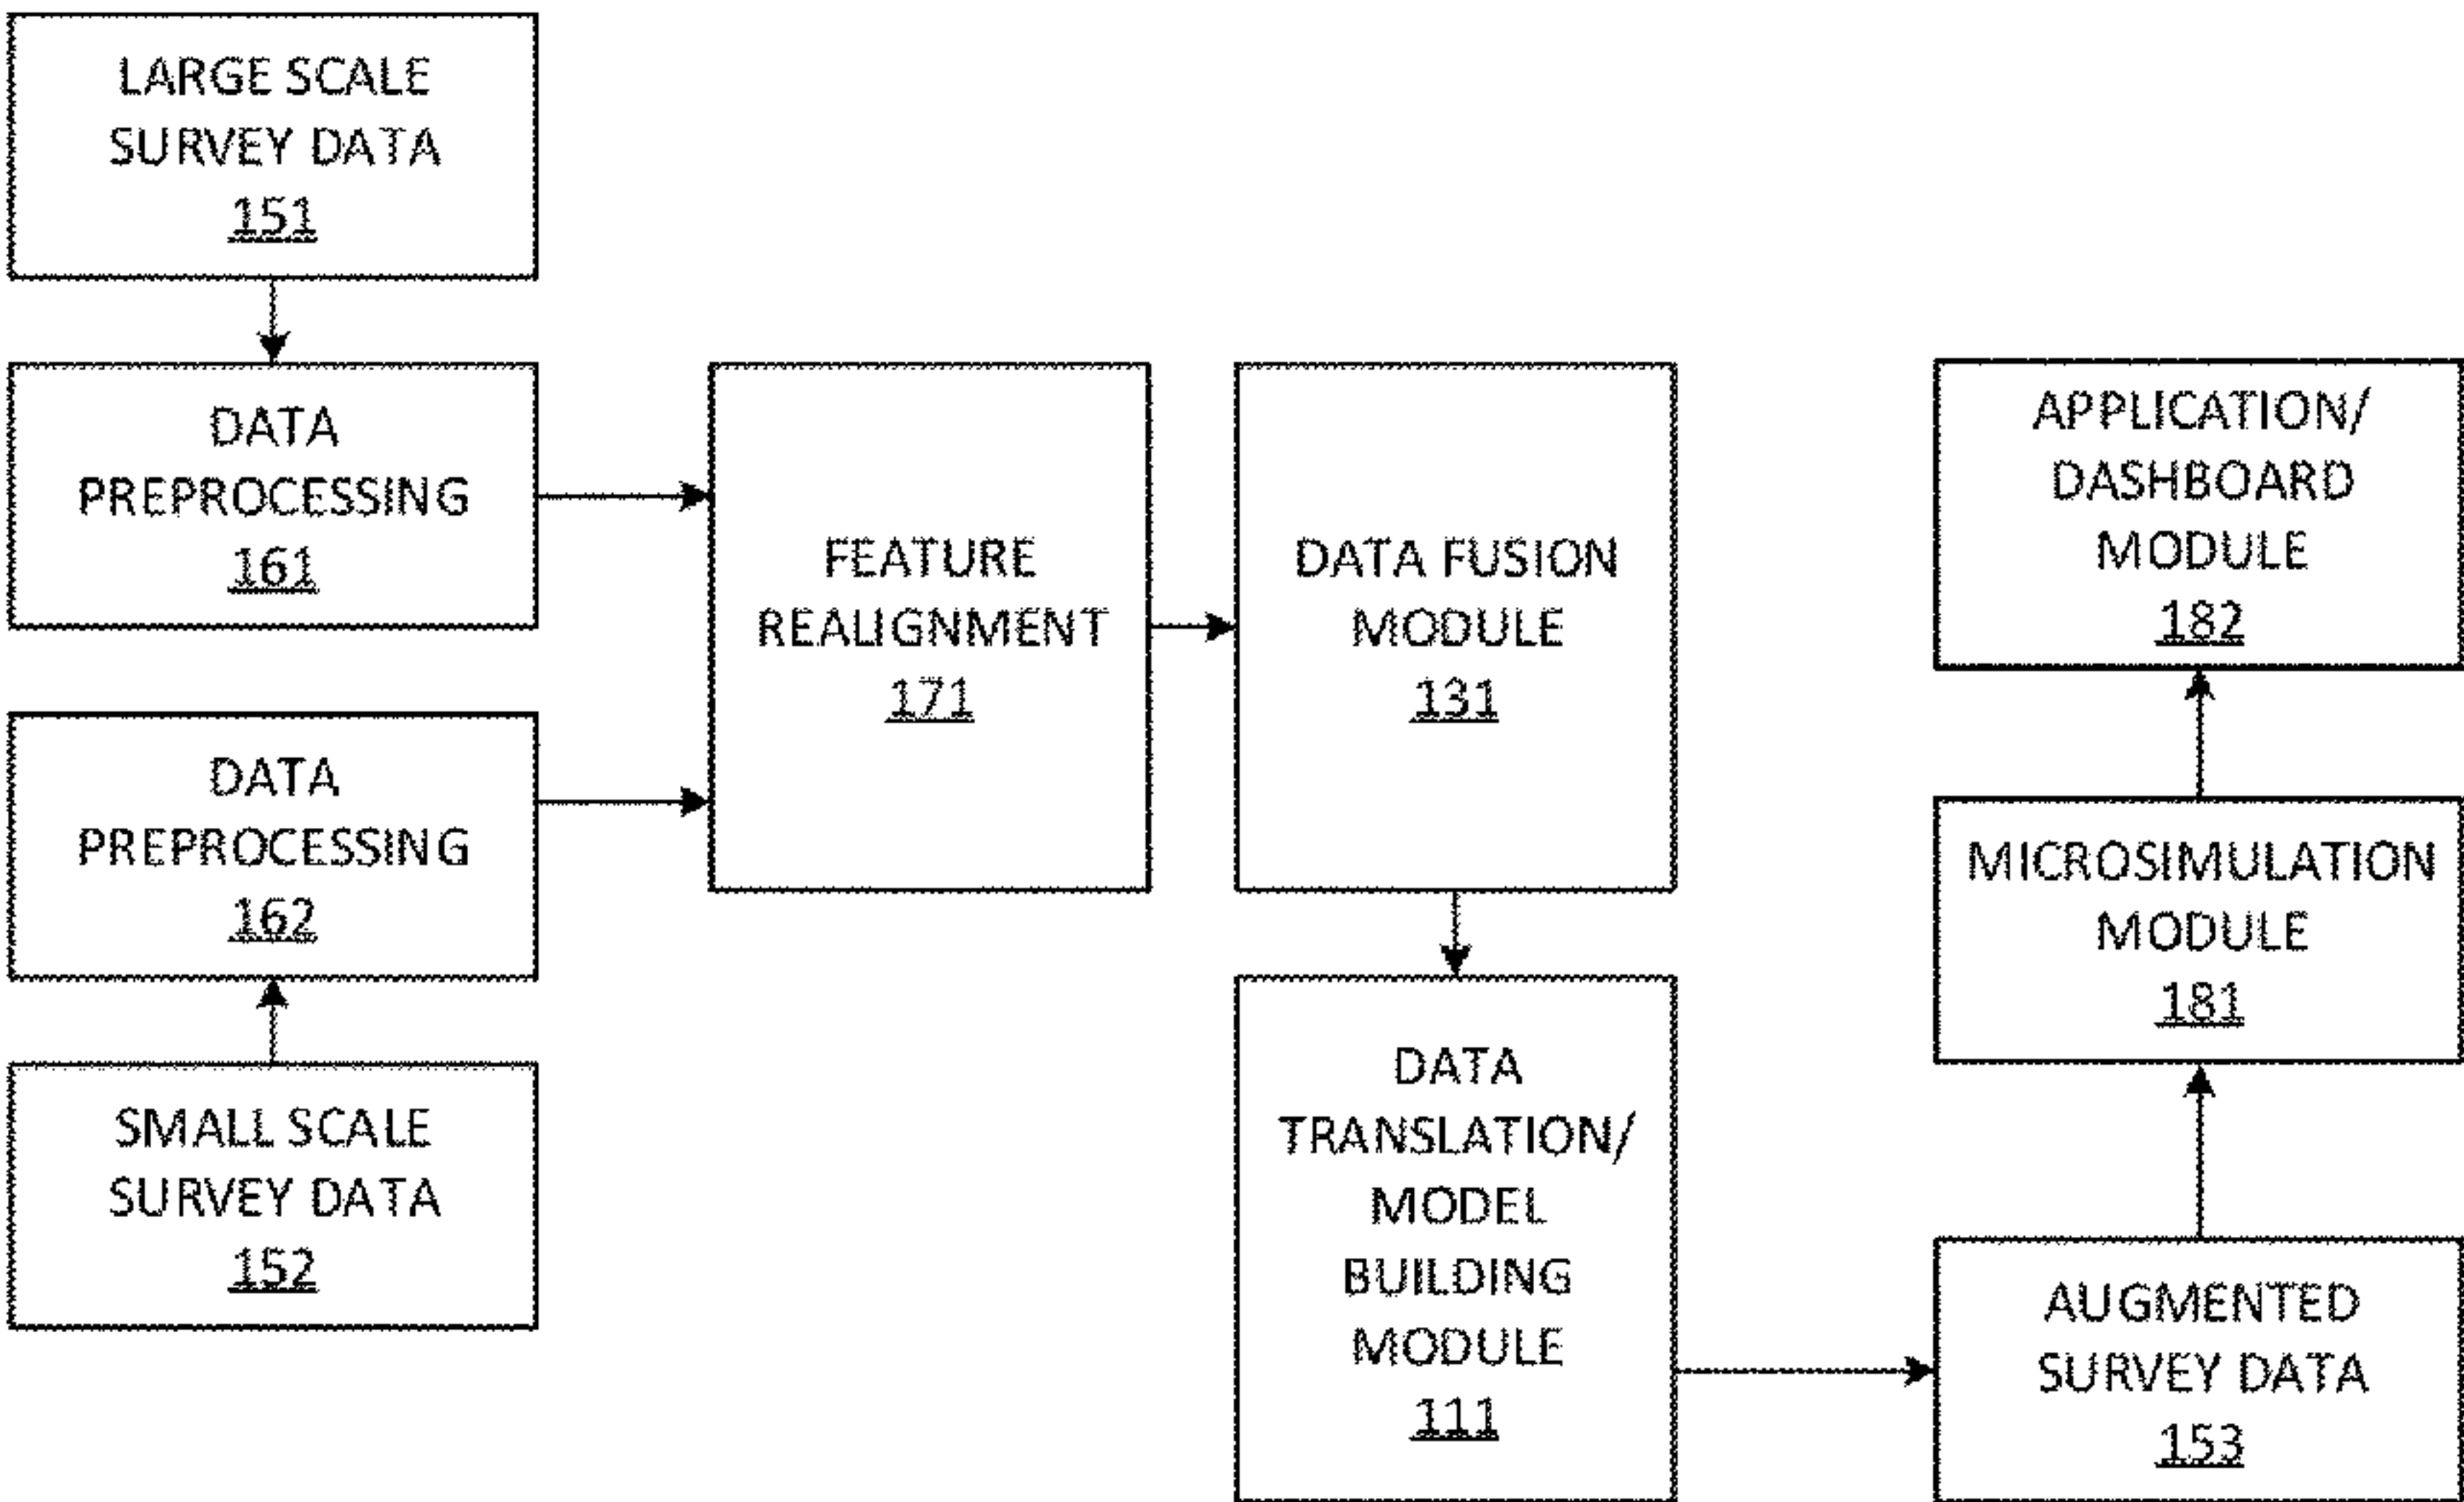 LARGE SCALE
SURVEY DATA
151
DATA
PREPROCESSING
161
DATA
PREPROCESSING
162
SMALL SCALE
SURVEY DATA
152
FEATURE
REALIGNMENT
171
DATA FUSION
MODULE
131
DATA
TRANSLATION/
MODEL
BUILDING
MODULE
111
APPLICATION/
DASHBOARD
MODULE
182
MICROSIMULATION
MODULE
181
AUGMENTED
SURVEY DATA
153